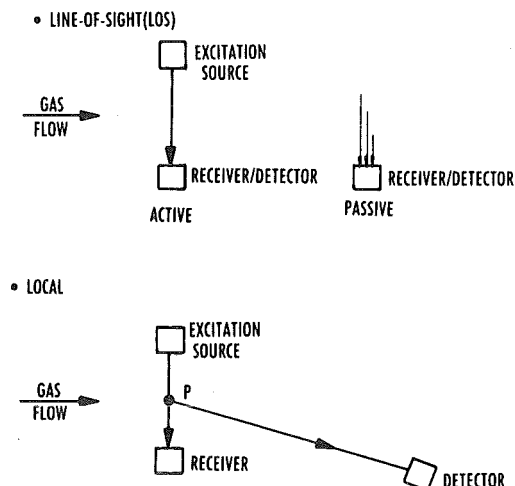 • LINE-OF-SIGHT(LOS)
EXCITATION
SOURCE
GAS
FLOW
RECEIVER/DETECTOR
RECEIVER/DETECTOR
ACTIVE
PASSIVE
• LOCAL
EXCITATION
SOURCE
GAS
FLOW
P
RECEIVER
DETECTOR